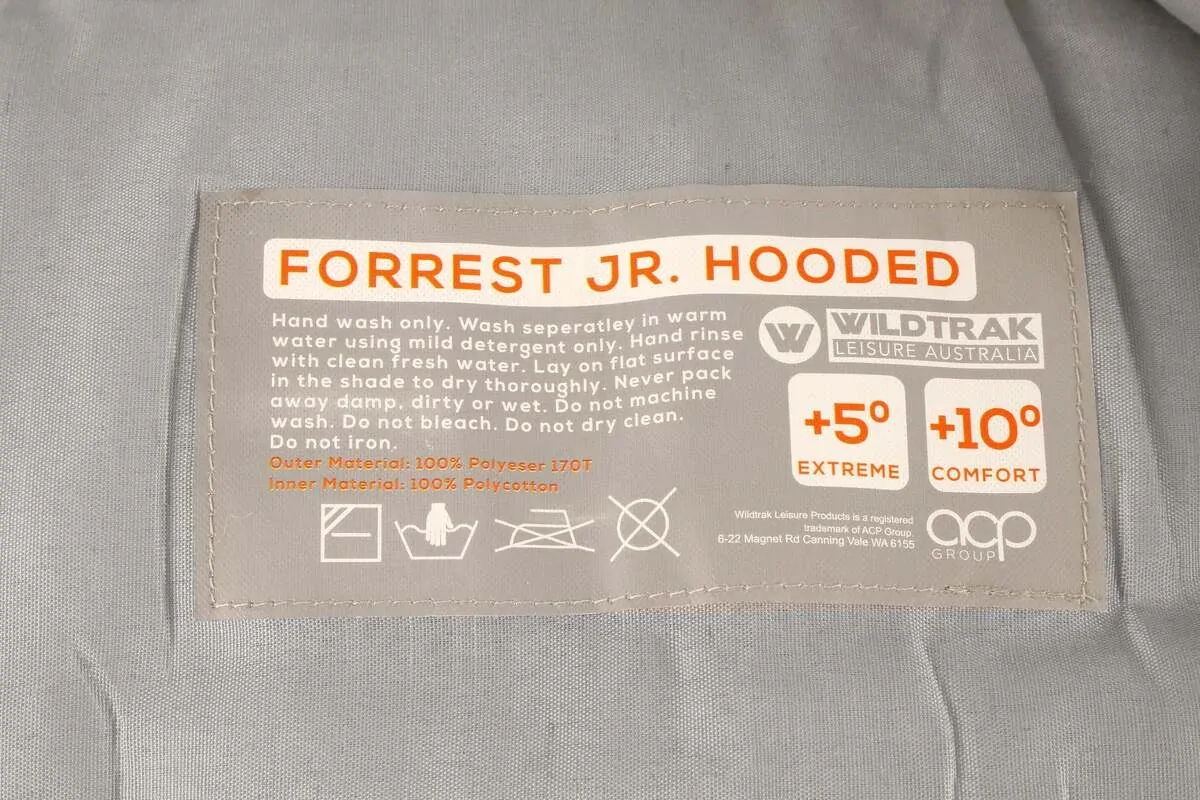 FORREST JR. HOODED
Hand wash only. Wash seperatley in warm
water using mild detergent only. Hand rinse
with clean fresh water. Lay on flat surface
in the shade to dry thoroughly. Never pack
away damp, dirty or wet. Do not machine
wash. Do not bleach. Do not dry clean.
Do not iron.
Outer Material: 100% Polyeser 170T
Inner Material: 100% Polycotton
W
WILDTRAK
LEISURE AUSTRALIA
+5°
EXTREME
+10°
COMFORT
Wildtrak Leisure Products is a registered
trademark of ACP Group.
6-22 Magnet Rd Canning Vale WA 6155
acp
GROUP